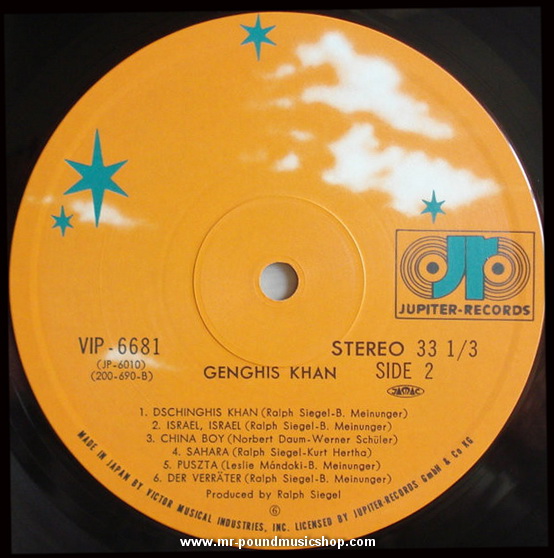 JR
JUPITER-RECORDS
VIP-6681
(JP-6010)
(200-690-B)
GENGHIS KHAN
STEREO 33 1/3
SIDE 2
JASRAC
1. DSCHINGHIS KHAN (Ralph Siegel-B. Meinunger)
2. ISRAEL, ISRAEL (Ralph Siegel-B. Meinunger)
3. CHINA BOY (Norbert Daum-Werner Schüler)
4. SAHARA (Ralph Siegel-Kurt Hertha)
5. PUSZTA (Leslie Mándoki-B. Meinunger)
6. DER VERRÄTER (Ralph Siegel-B. Meinunger)
Produced by Ralph Siegel
⑥
MADE IN JAPAN BY VICTOR MUSICAL INDUSTRIES, INC. LICENSED BY JUPITER-RECORDS GmbH & Co KG
www.mr-poundmusicshop.com